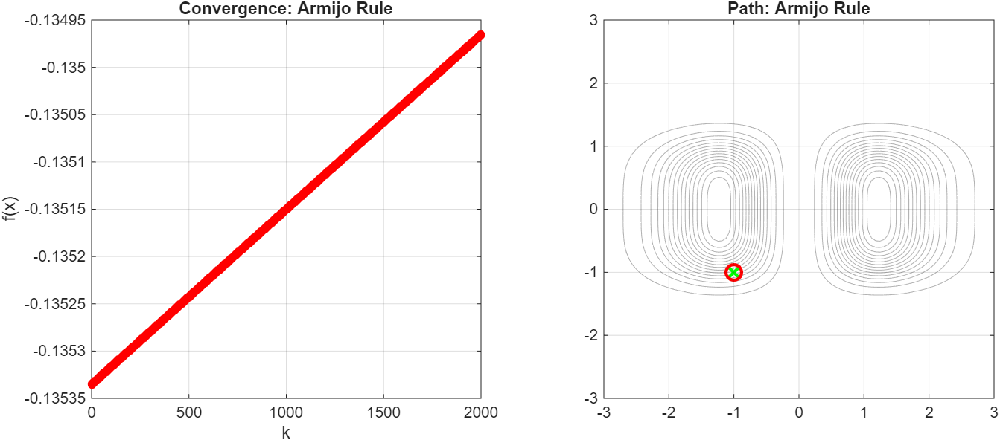 Convergence: Armijo Rule
-0.13495
-0.135
-0.13505
-0.1351
-0.13515
-0.1352
-0.13525
-0.1353
-0.13535
f(x)
0 500 1000 1500 2000
k
Path: Armijo Rule
3
2
1
0
-1
-2
-3
-3 -2 -1 0 1 2 3